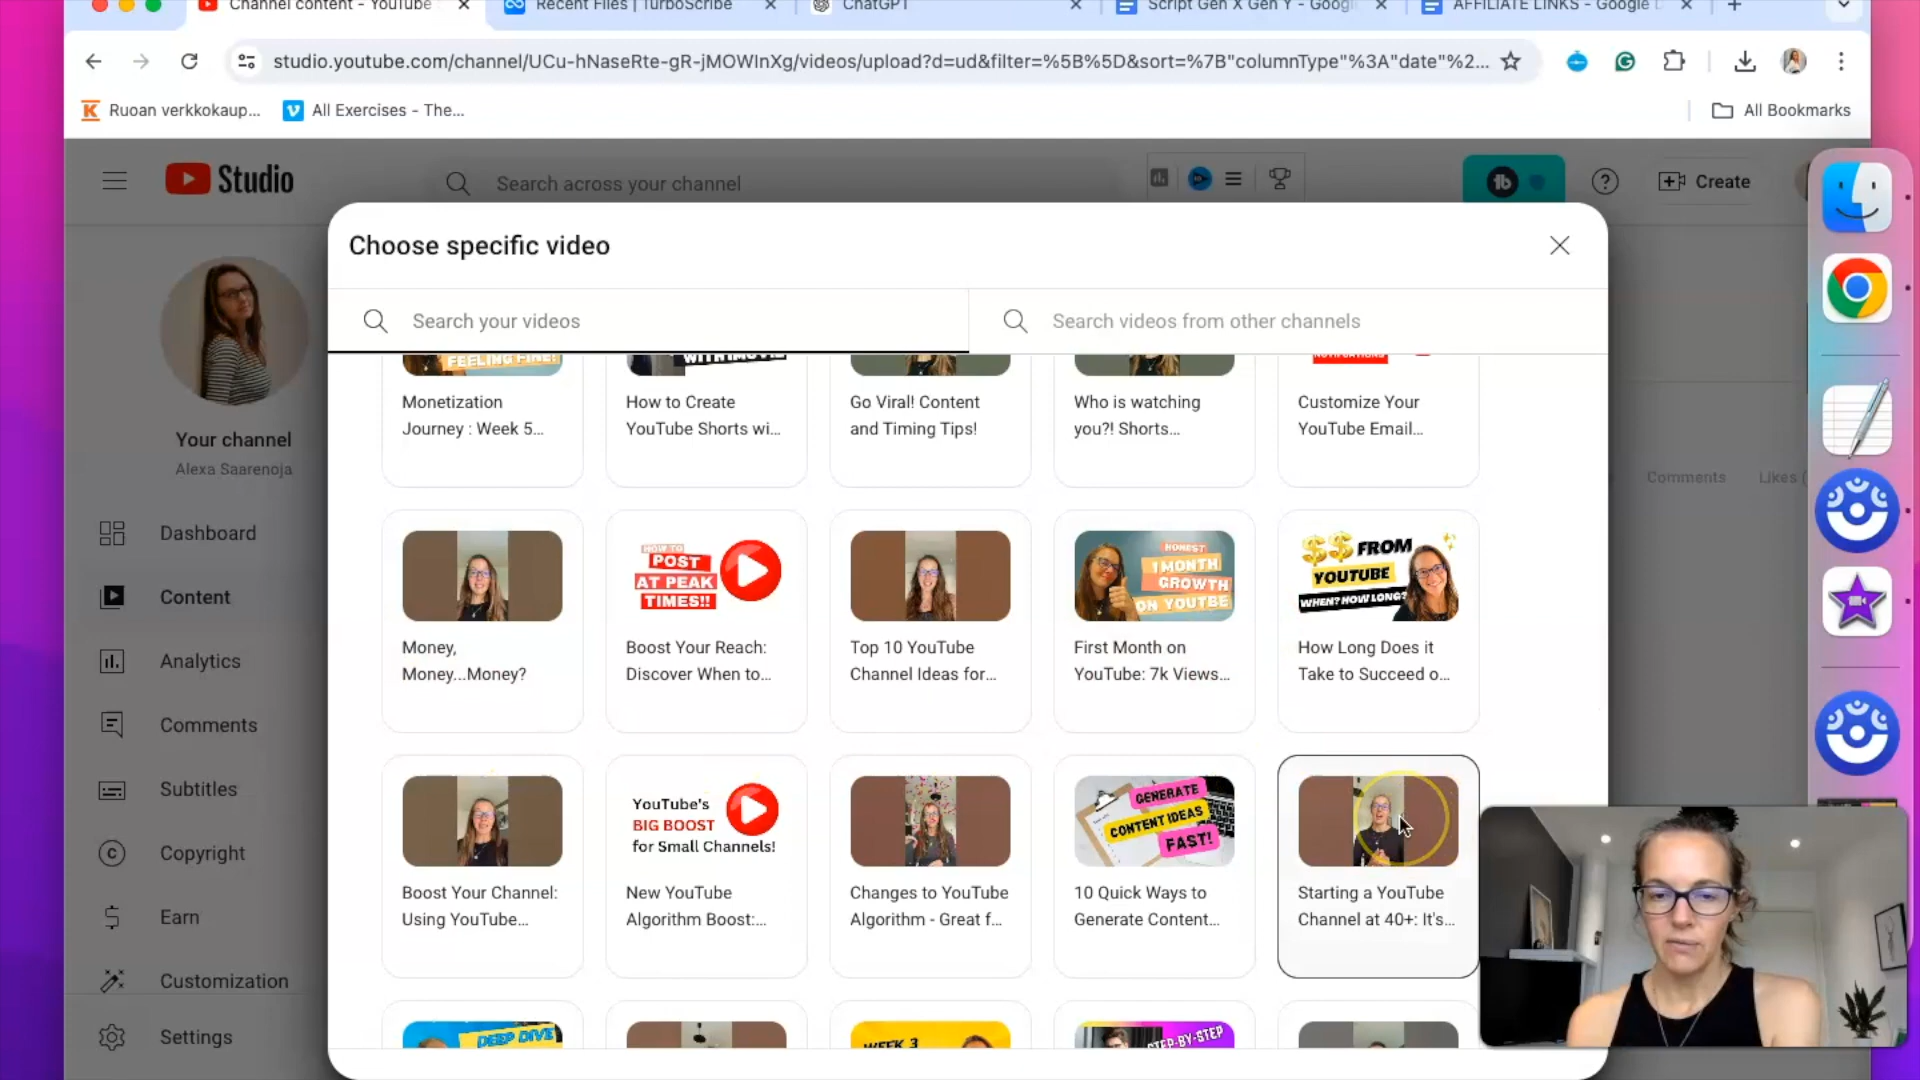 Channel content - YouTube
Recent Files | TurboScribe
ChatGPT
Script Gen X Gen Y - Googl
AFFILIATE LINKS - Google D
studio.youtube.com/channel/UCu-hNaseRte-gR-jMOWInXg/videos/upload?d=ud&filter=%5B%5D&sort=%7B"columnType"%3A"date"%2...
Ruoan verkkokaup...
All Exercises - The...
All Bookmarks
Studio
Search across your channel
Create
Choose specific video
Search your videos
Search videos from other channels
Your channel
Alexa Saarenoja
Dashboard
Content
Analytics
Comments
Subtitles
Copyright
Earn
Customization
Settings
Comments
Likes (
FEELING FINE!
Monetization
Journey : Week 5...
How to Create
YouTube Shorts wi...
Go Viral! Content
and Timing Tips!
Who is watching
you?! Shorts...
Customize Your
YouTube Email...
Money,
Money...Money?
HOW TO
POST
AT PEAK
TIMES!!
Boost Your Reach:
Discover When to...
Top 10 YouTube
Channel Ideas for...
HONEST
1 MONTH
GROWTH
ON YOUTBE
First Month on
YouTube: 7k Views...
$$ FROM
YOUTUBE
WHEN? HOW LONG?
How Long Does it
Take to Succeed o...
Boost Your Channel:
Using YouTube...
YouTube's
BIG BOOST
for Small Channels!
New YouTube
Algorithm Boost:...
Changes to YouTube
Algorithm - Great f...
GENERATE
CONTENT IDEAS
FAST!
10 Quick Ways to
Generate Content...
Starting a YouTube
Channel at 40+: It's...
DEEP DIVE
WEEK 3
STEP-BY-STEP